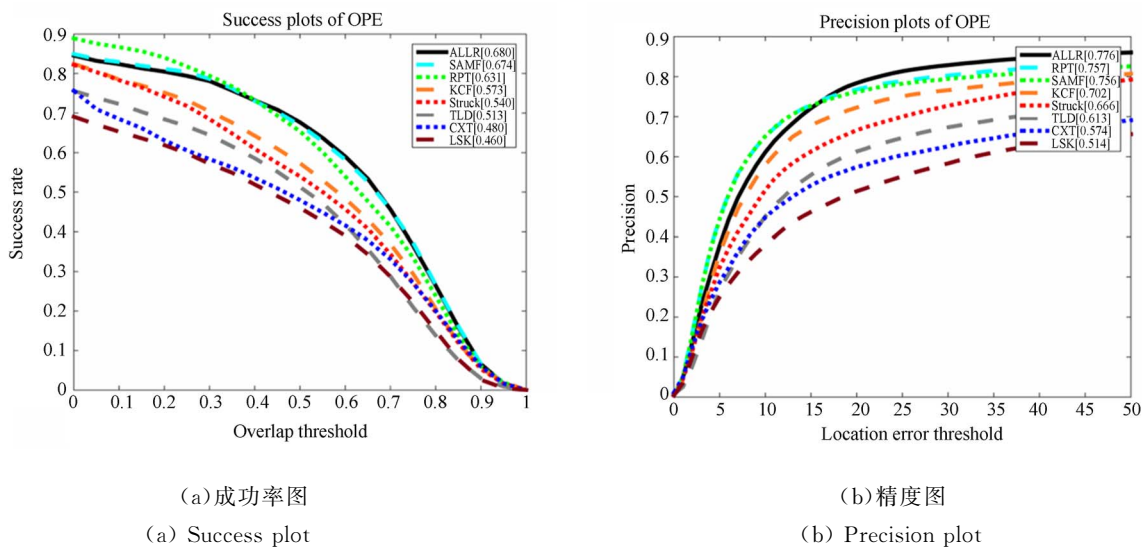 Success plots of OPE
0.9
0.8
0.7
0.6
0.5
0.4
0.3
0.2
0.1
0
Success rate
ALLR[0.680]
SAMF[0.674]
RPT[0.631]
KCF[0.573]
Struck[0.540]
TLD[0.513]
CXT[0.480]
LSK[0.460]
0 0.1 0.2 0.3 0.4 0.5 0.6 0.7 0.8 0.9 1
Overlap threshold
(a)成功率图
(a) Success plot
Precision plots of OPE
0.9
0.8
0.7
0.6
0.5
0.4
0.3
0.2
0.1
0
Precision
ALLR[0.776]
RPT[0.757]
SAMF[0.756]
KCF[0.702]
Struck[0.666]
TLD[0.613]
CXT[0.574]
LSK[0.514]
0 5 10 15 20 25 30 35 40 45 50
Location error threshold
(b)精度图
(b) Precision plot